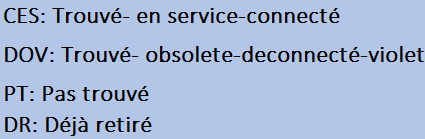 CES: Trouvé- en service-connecté
DOV: Trouvé- obsolete-deconnecté-violet
PT: Pas trouvé
DR: Déjà retiré